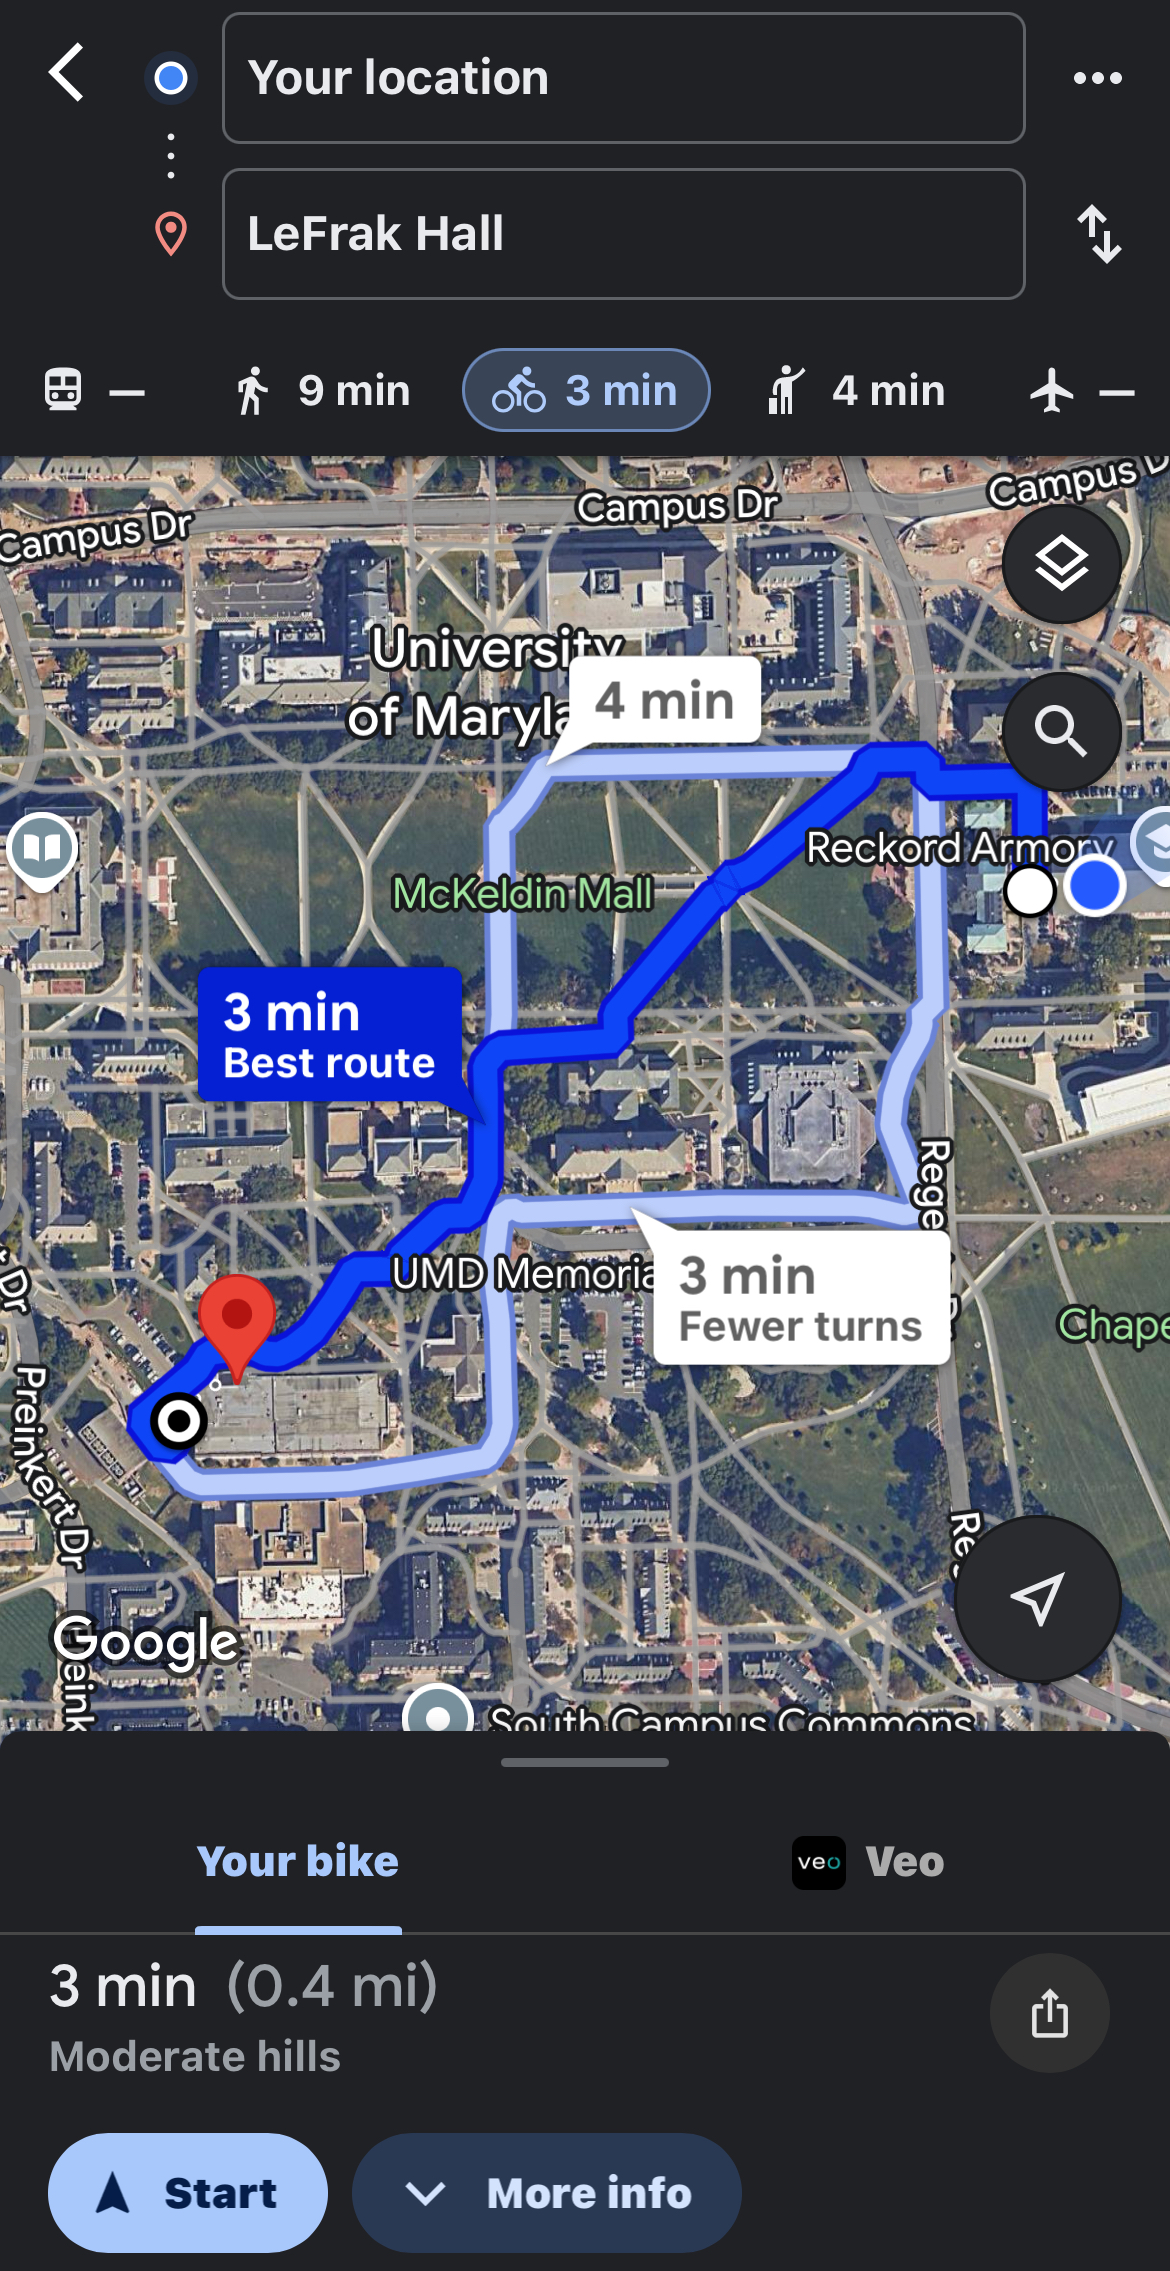 Your location
LeFrak Hall
9 min
3 min
4 min
Campus Dr
Campus Dr
Campus D
University
of Maryla
4 min
Reckord Armory
McKeldin Mall
3 min
Best route
Rege
UMD Memoria
3 min
Fewer turns
Chape
Dr
Preinkert Dr
Re
Google
eink
South Campus Commons
Your bike
veo
Veo
3 min (0.4 mi)
Moderate hills
Start
More info